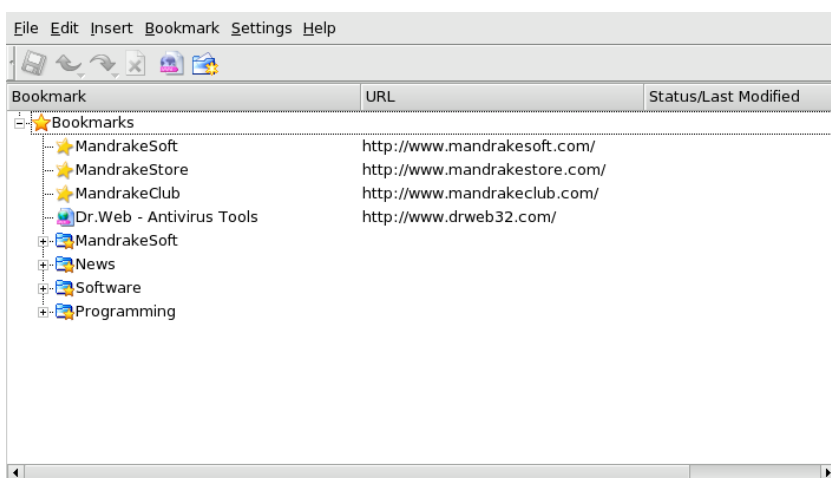 File Edit Insert Bookmark Settings Help
Bookmark URL Status/Last Modified
Bookmarks
MandrakeSoft http://www.mandrakesoft.com/
MandrakeStore http://www.mandrakestore.com/
MandrakeClub http://www.mandrakeclub.com/
Dr.Web - Antivirus Tools http://www.drweb32.com/
MandrakeSoft
News
Software
Programming